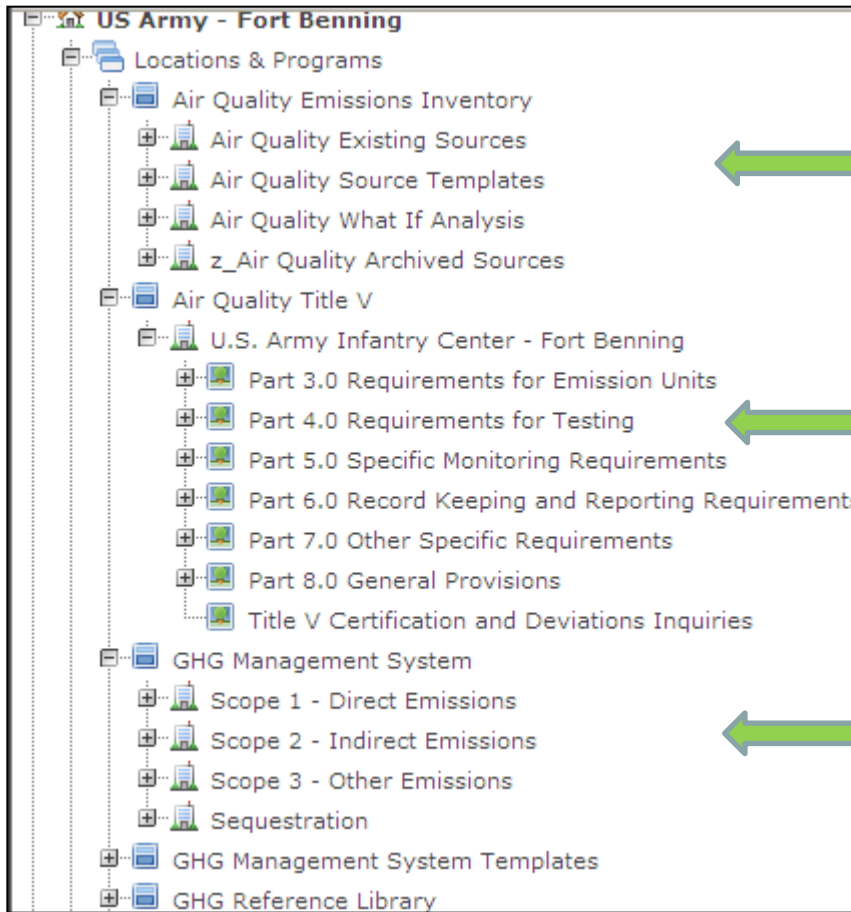 US Army - Fort Benning
Locations & Programs
Air Quality Emissions Inventory
Air Quality Existing Sources
Air Quality Source Templates
Air Quality What If Analysis
z_Air Quality Archived Sources
Air Quality Title V
U.S. Army Infantry Center - Fort Benning
Part 3.0 Requirements for Emission Units
Part 4.0 Requirements for Testing
Part 5.0 Specific Monitoring Requirements
Part 6.0 Record Keeping and Reporting Requirements
Part 7.0 Other Specific Requirements
Part 8.0 General Provisions
Title V Certification and Deviations Inquiries
GHG Management System
Scope 1 - Direct Emissions
Scope 2 - Indirect Emissions
Scope 3 - Other Emissions
Sequestration
GHG Management System Templates
GHG Reference Library